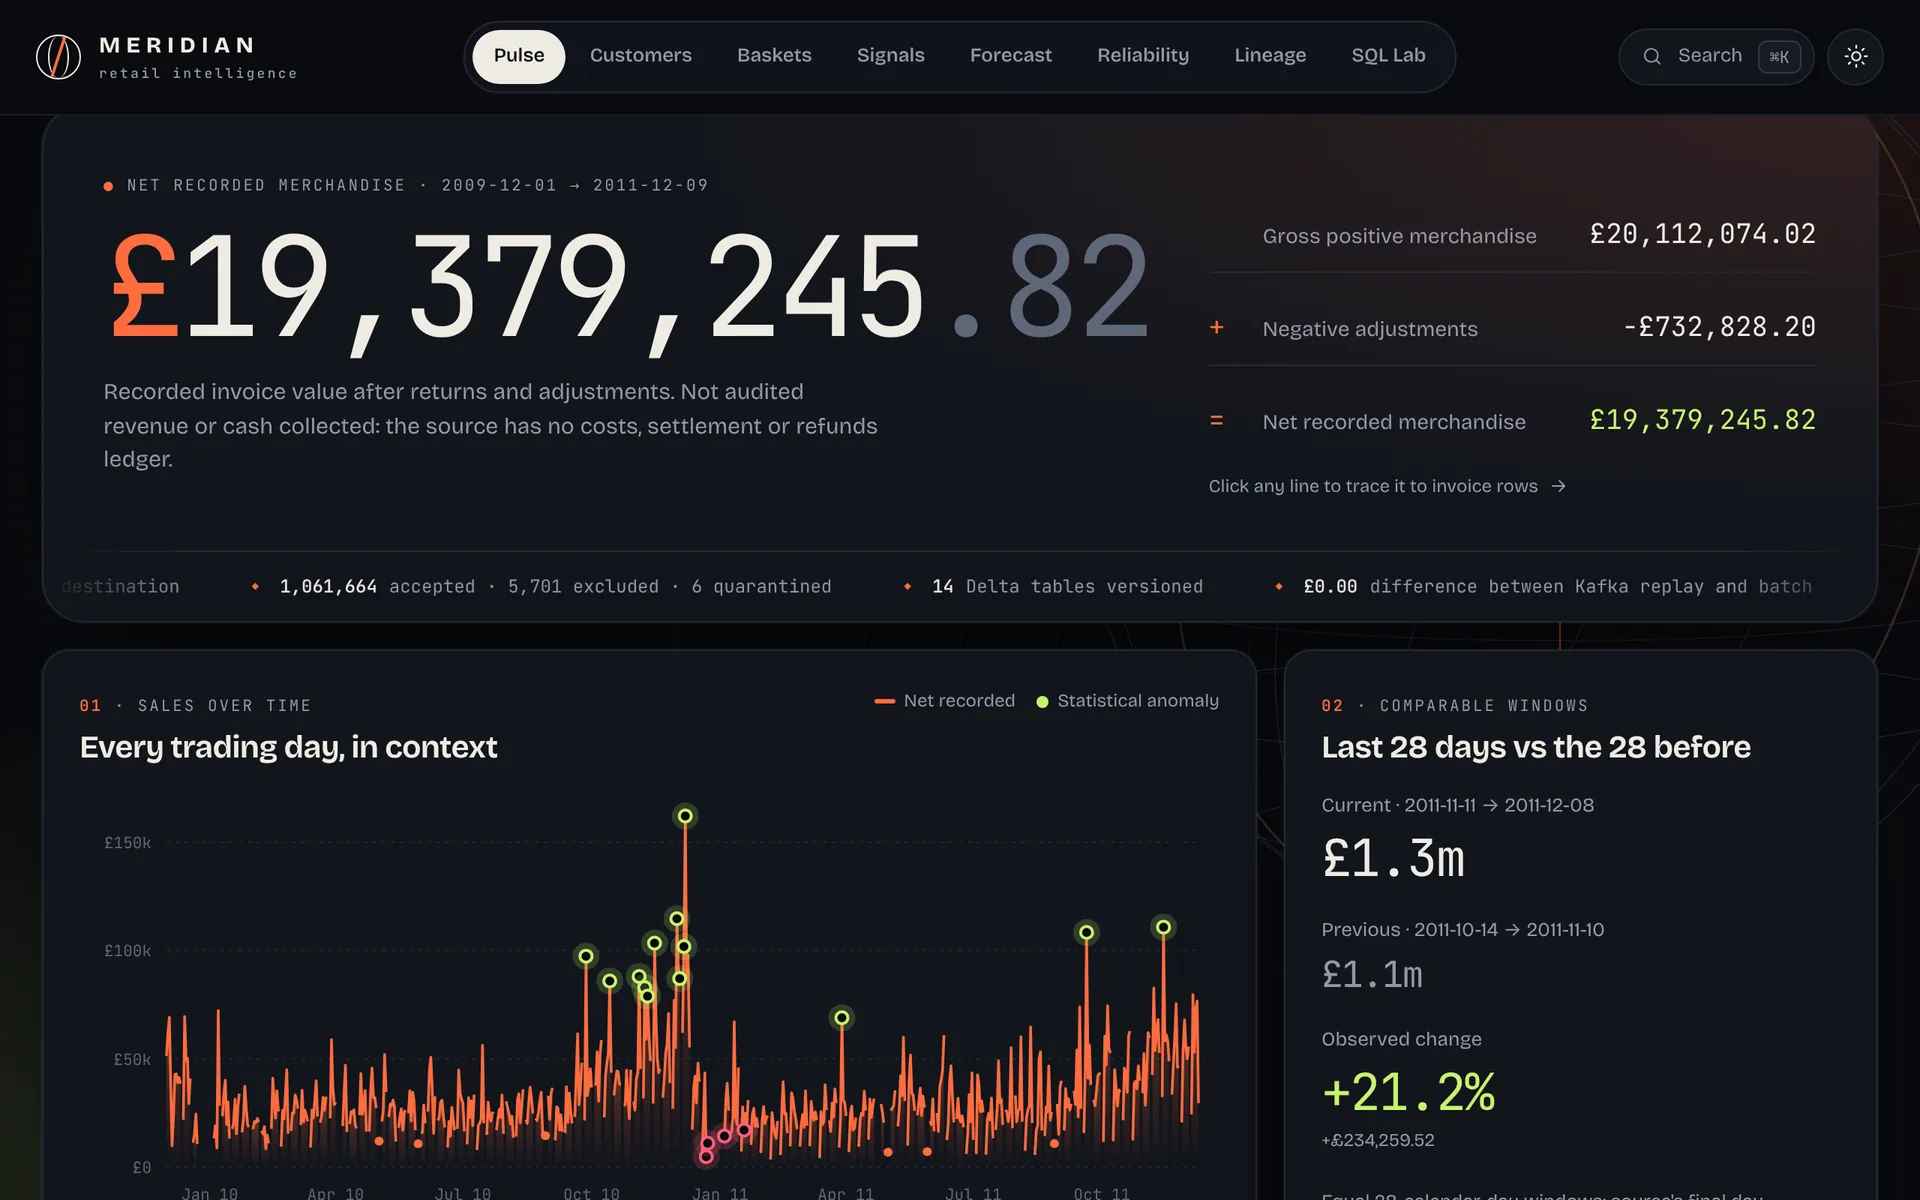 MERIDIAN
retail intelligence
Pulse
Customers
Baskets
Signals
Forecast
Reliability
Lineage
SQL Lab
Search
⌘K
NET RECORDED MERCHANDISE · 2009-12-01 → 2011-12-09
£19,379,245.82
Recorded invoice value after returns and adjustments. Not audited
revenue or cash collected: the source has no costs, settlement or refunds
ledger.
Gross positive merchandise £20,112,074.02
+ Negative adjustments -£732,828.20
= Net recorded merchandise £19,379,245.82
Click any line to trace it to invoice rows →
destination ◆ 1,061,664 accepted · 5,701 excluded · 6 quarantined ◆ 14 Delta tables versioned ◆ £0.00 difference between Kafka replay and batch
01 · SALES OVER TIME
Net recorded
Statistical anomaly
Every trading day, in context
£150k
£100k
£50k
£0
Jan 10
Apr 10
Jul 10
Oct 10
Jan 11
Apr 11
Jul 11
Oct 11
02 · COMPARABLE WINDOWS
Last 28 days vs the 28 before
Current · 2011-11-11 → 2011-12-08
£1.3m
Previous · 2011-10-14 → 2011-11-10
£1.1m
Observed change
+21.2%
+£234,259.52
Equal 28-calendar-day windows; source's final day